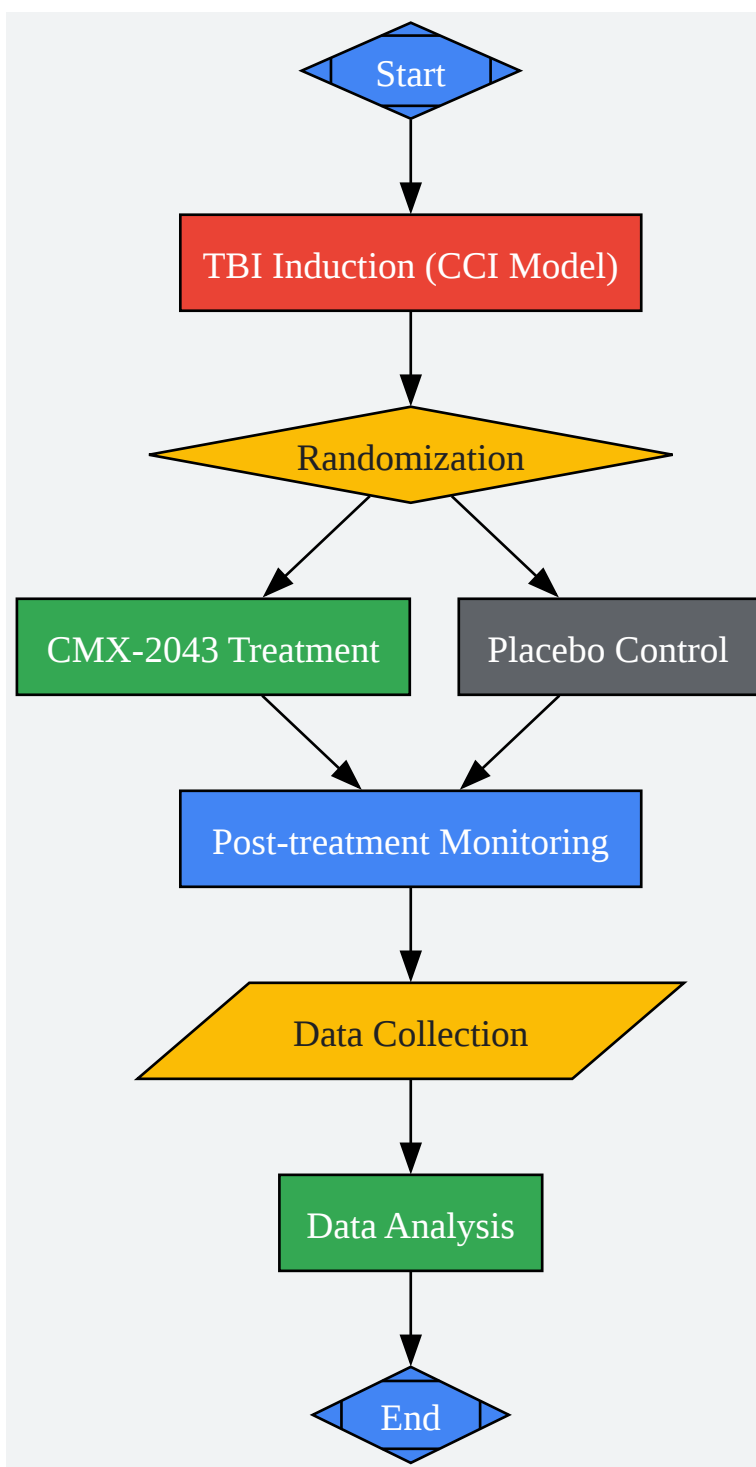 Start
TBI Induction (CCI Model)
Randomization
CMX-2043 Treatment
Placebo Control
Post-treatment Monitoring
Data Collection
Data Analysis
End